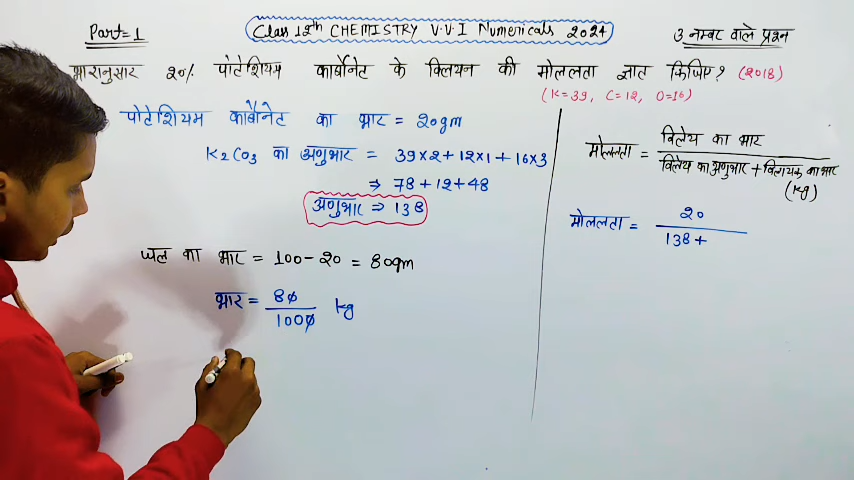 Part=1
Class 12th CHEMISTRY V.V.I Numericals 2024
3 नम्बर वाले प्रश्न
भारानुसार 20% पोटेशियम कार्बोनेट के विलयन की मोललता ज्ञात किजिए? (2018)
(K=39, C=12, O=16)
पोटेशियम कार्बोनेट का भार = 20gm
K2CO3 का अणुभार = 39×2+12×1+16×3
⇒ 78+12+48
अणुभार ⇒ 138
जल का भार = 100-20 = 80gm
भार = 80/1000 kg
मोललता = विलेय का भार / विलेय का अणुभार + विलायक का भार (kg)
मोललता = 20 / 138+